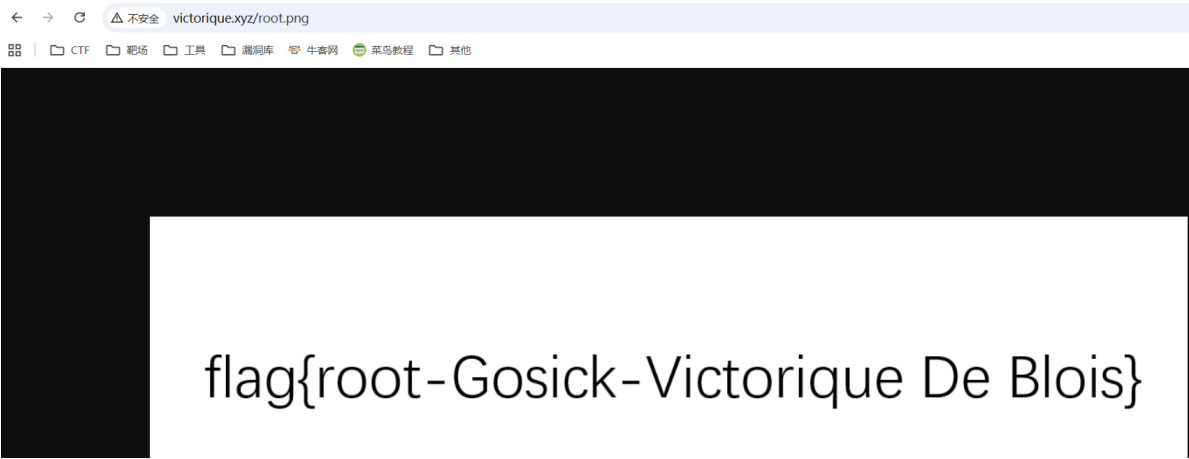 不安全 victorique.xyz/root.png
CTF 靶场 工具 漏洞库 牛客网 菜鸟教程 其他
flag{root-Gosick-Victorique De Blois}